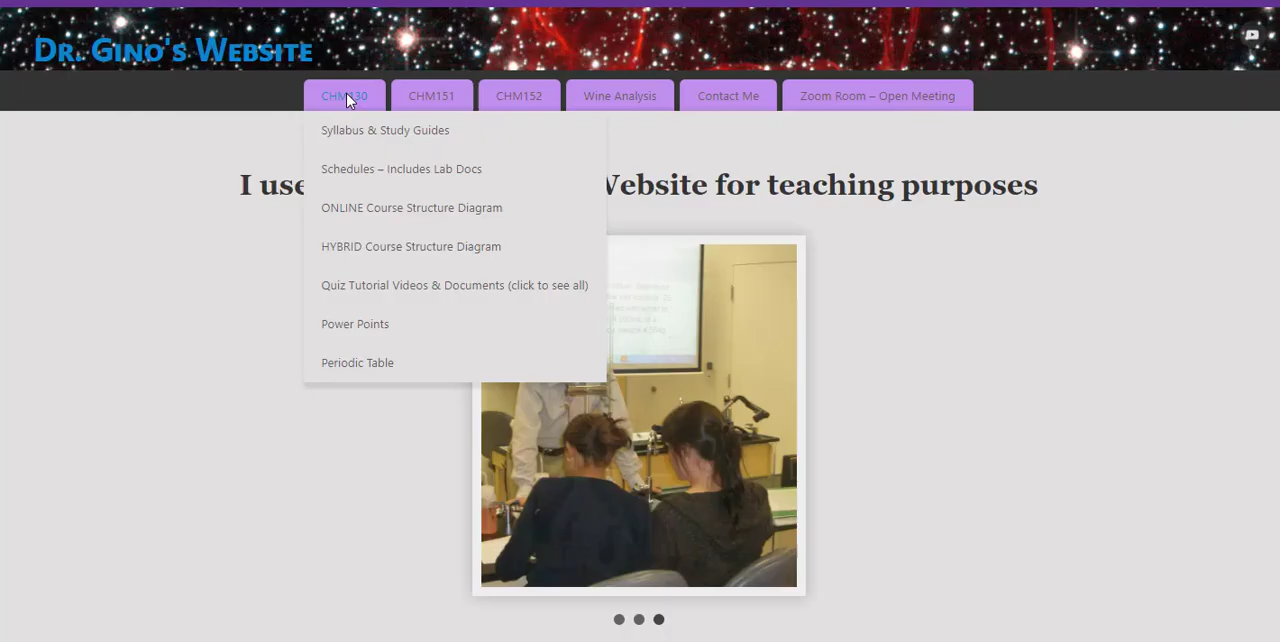 Dr. Gino's Website
CHM130 CHM151 CHM152 Wine Analysis Contact Me Zoom Room – Open Meeting
Syllabus & Study Guides
Schedules – Includes Lab Docs
I use Website for teaching purposes
ONLINE Course Structure Diagram
HYBRID Course Structure Diagram
Quiz Tutorial Videos & Documents (click to see all)
Power Points
Periodic Table